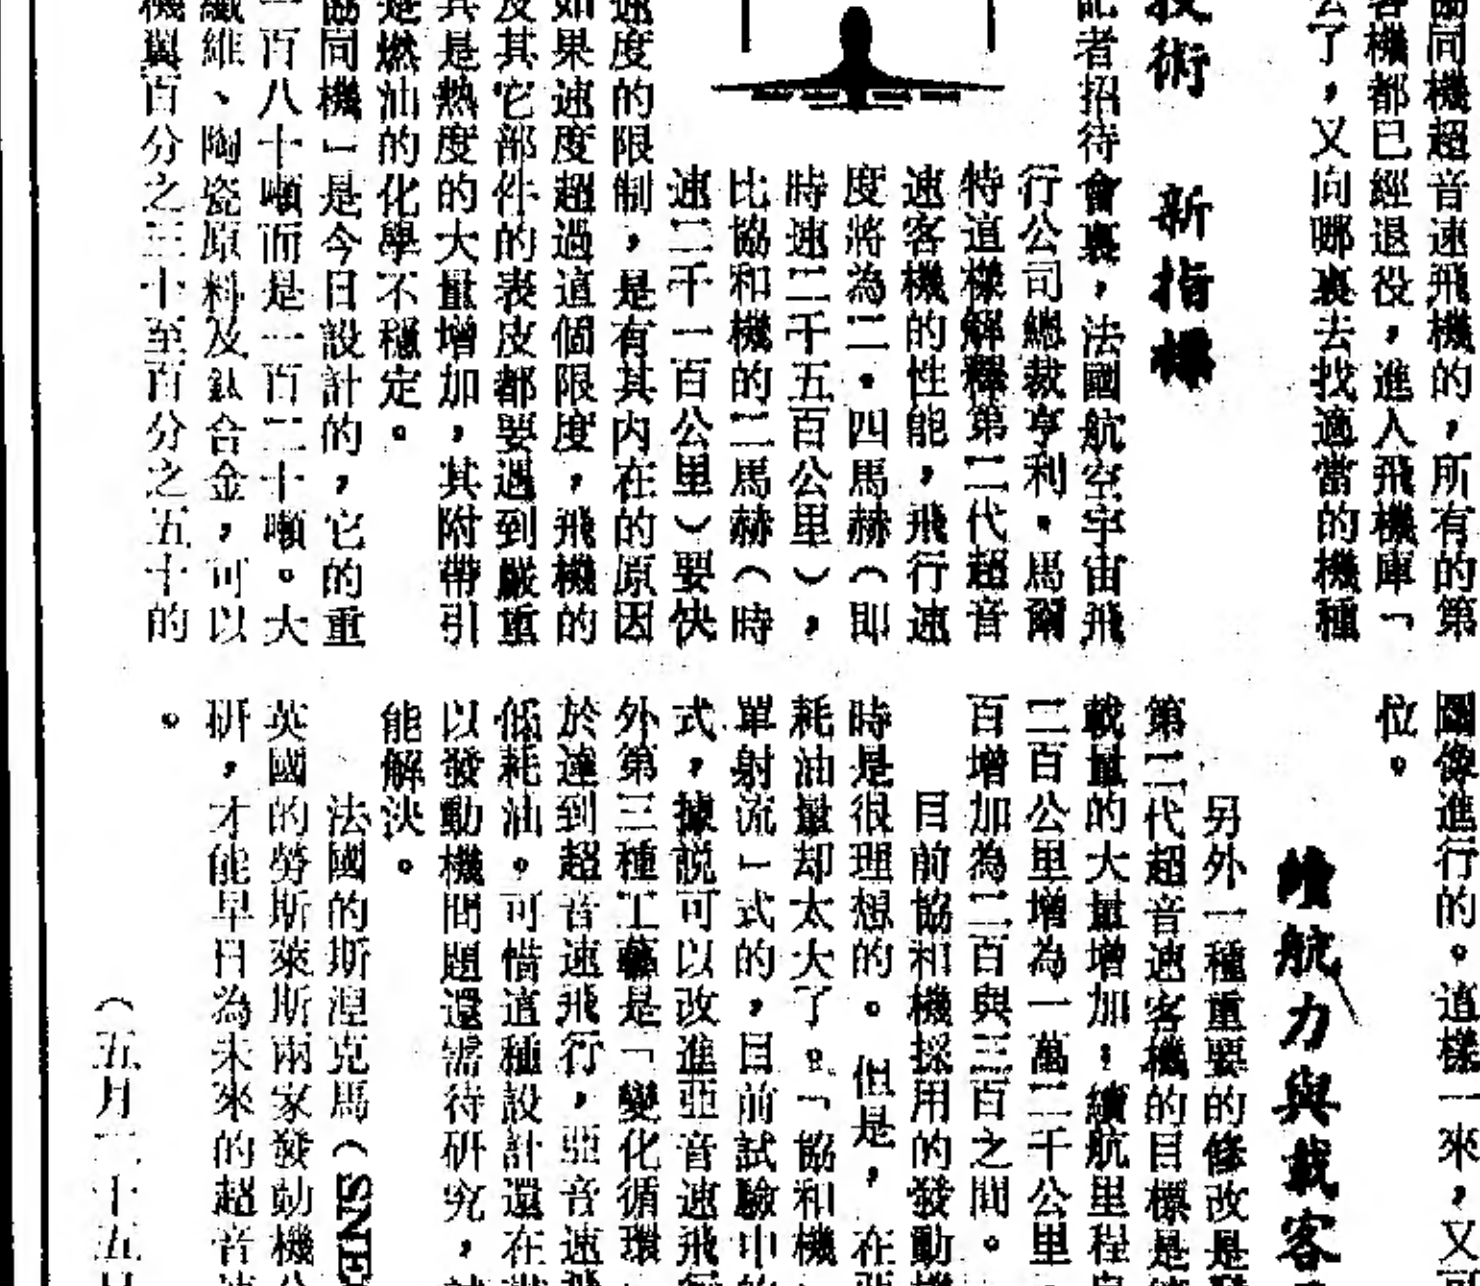 協同機超音速飛機的，所有的第
客機都已經退役，進入飛機庫「
去了，又向哪裏去找適當的機種
技術　新指標
記者招待會裏，法國航空宇宙飛
行公司總裁亨利．馬爾
特這樣解釋第二代超音
速客機的性能，飛行速
度將為二．四馬赫（即
時速二千五百公里），
比協和機的二馬赫（時
速二千一百公里）要快
速度的限制，是有其內在的原因
如果速度超過這個限度，飛機的
及其它部件的表皮都要遇到嚴重
其是熱度的大量增加，其附帶引
是燃油的化學不穩定。
協同機」是今日設計的，它的重
一百八十噸而是一百二十噸。大
纖維、陶瓷原料及鈦合金，可以
機翼百分之三十至百分之五十的
圖像進行的。這樣一來，又
位。
續航力與載客
另外一種重要的修改是
第二代超音速客機的目標是
載量的大量增加：續航里程
二百公里增為一萬二千公里
百增加為二百與三百之間。
目前協和機採用的發動機
時是很理想的。但是，在亞
耗油量却太大了。「協和機
單射流」式的，目前試驗中的
式，據說可以改進亞音速飛行
外第三種工藝是「變化循環
於達到超音速飛行，亞音速飛
低耗油。可惜這種設計還在
以發動機問題還需待研究，
能解決。
法國的斯湼克馬（SNE
英國的勞斯萊斯兩家發動機公
研，才能早日為未來的超音速
。
（五月二十五日